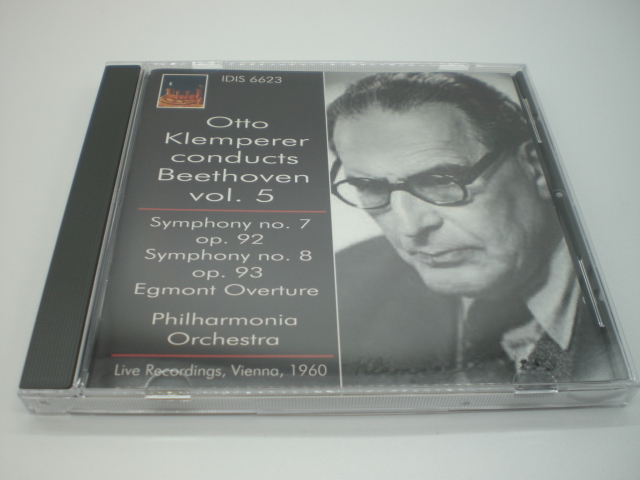 IDIS 6623
Otto
Klemperer
conducts
Beethoven
vol. 5
Symphony no. 7
op. 92
Symphony no. 8
op. 93
Egmont Overture
Philharmonia
Orchestra
Live Recordings, Vienna, 1960